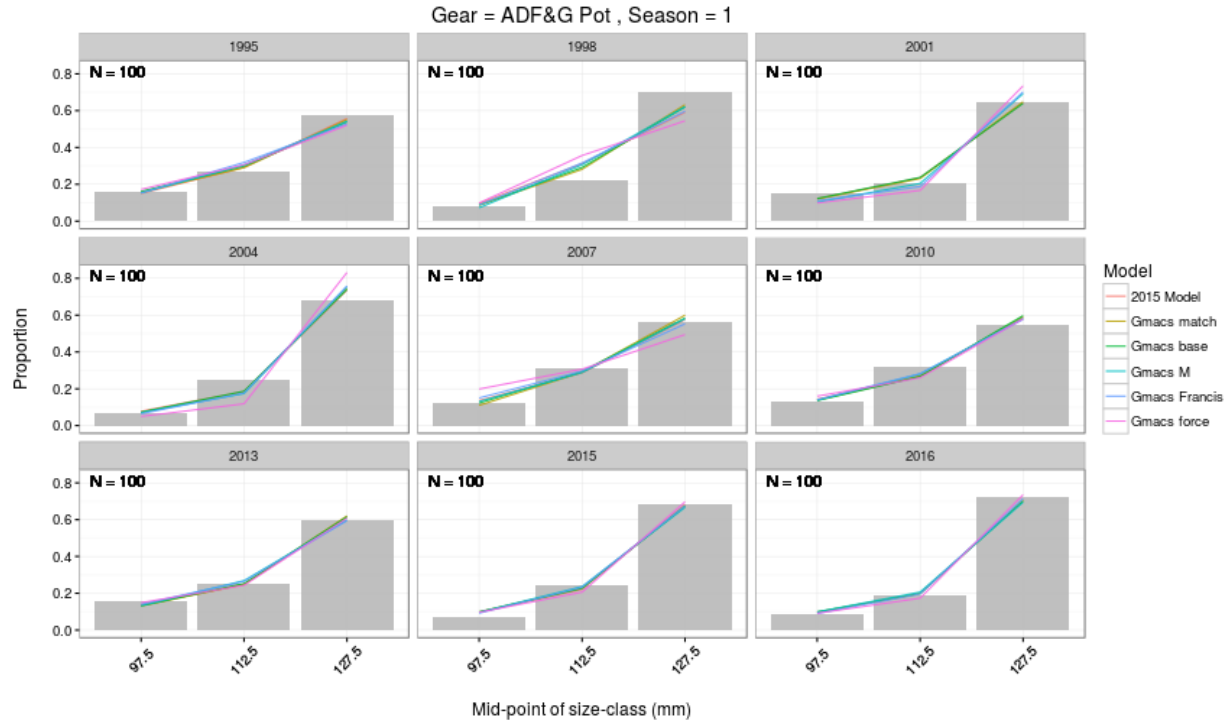 Gear = ADF&G Pot , Season = 1
1995 1998 2001
N = 100 N = 100 N = 100
0.8
0.6
0.4
0.2
0.0
2004 2007 2010
N = 100 N = 100 N = 100
0.8
0.6
0.4
0.2
0.0
2013 2015 2016
N = 100 N = 100 N = 100
0.8
0.6
0.4
0.2
0.0
97.5 112.5 127.5 97.5 112.5 127.5 97.5 112.5 127.5
Proportion
Mid-point of size-class (mm)
Model
2015 Model
Gmacs match
Gmacs base
Gmacs M
Gmacs Francis
Gmacs force